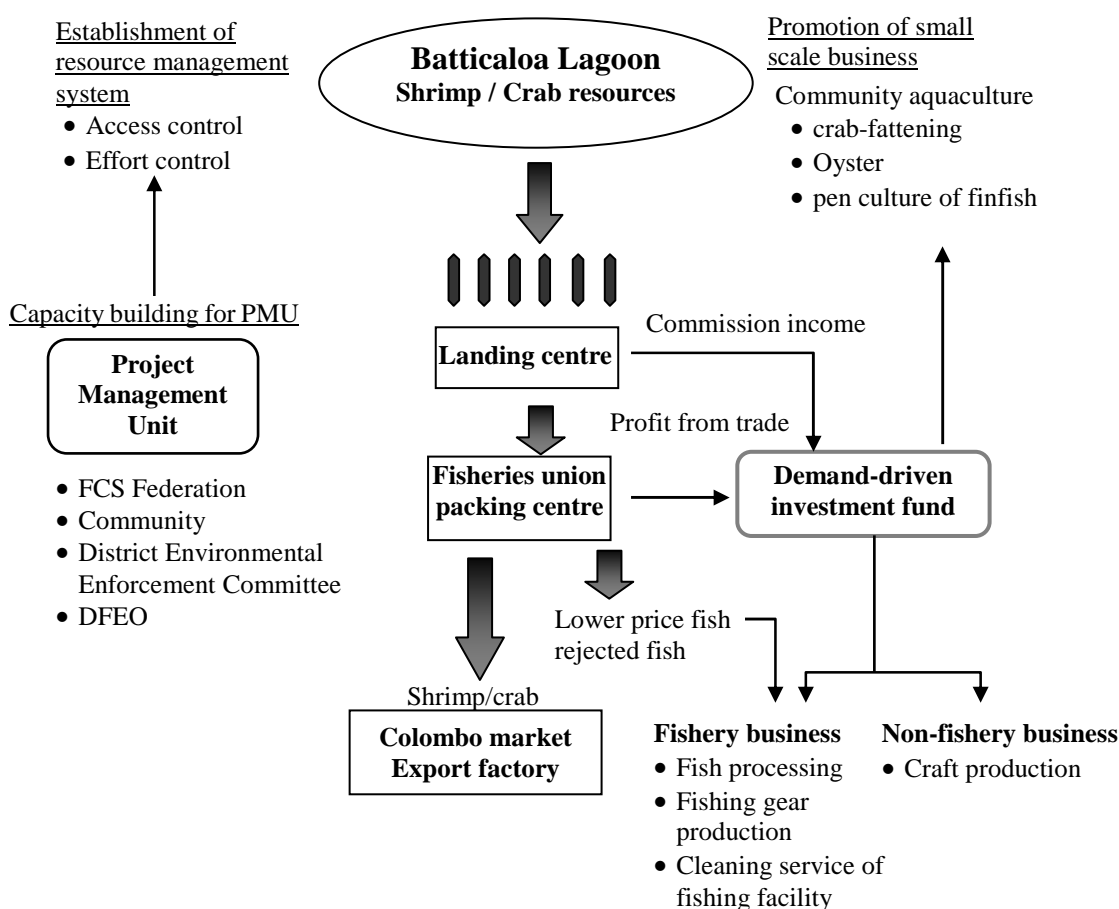 Establishment of
resource management
system
• Access control
• Effort control
Batticaloa Lagoon
Shrimp / Crab resources
Promotion of small
scale business
Community aquaculture
• crab-fattening
• Oyster
• pen culture of finfish
Capacity building for PMU
Project
Management
Unit
• FCS Federation
• Community
• District Environmental
Enforcement Committee
• DFEO
Landing centre
Commission income
Profit from trade
Fisheries union
packing centre
Demand-driven
investment fund
Lower price fish
rejected fish
Shrimp/crab
Colombo market
Export factory
Fishery business
• Fish processing
• Fishing gear
production
• Cleaning service of
fishing facility
Non-fishery business
• Craft production